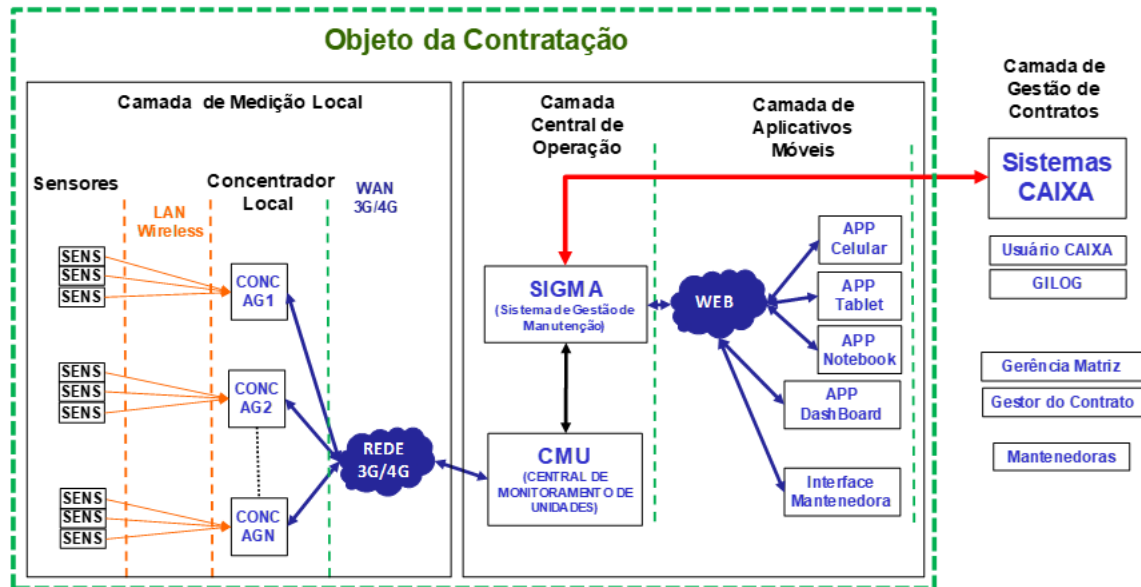 Objeto da Contratação
Camada de Medição Local
Sensores
LAN
Wireless
Concentrador
Local
WAN
3G/4G
SENS
SENS
SENS
CONC
AG1
SENS
SENS
SENS
CONC
AG2
SENS
SENS
SENS
CONC
AGN
REDE
3G/4G
Camada
Central de
Operação
Camada de
Aplicativos
Móveis
SIGMA
(Sistema de Gestão de
Manutenção)
CMU
(CENTRAL DE
MONITORAMENTO DE
UNIDADES)
WEB
APP
Celular
APP
Tablet
APP
Notebook
APP
DashBoard
Interface
Mantenedora
Camada de
Gestão de
Contratos
Sistemas
CAIXA
Usuário CAIXA
GILOG
Gerência Matriz
Gestor do Contrato
Mantenedoras